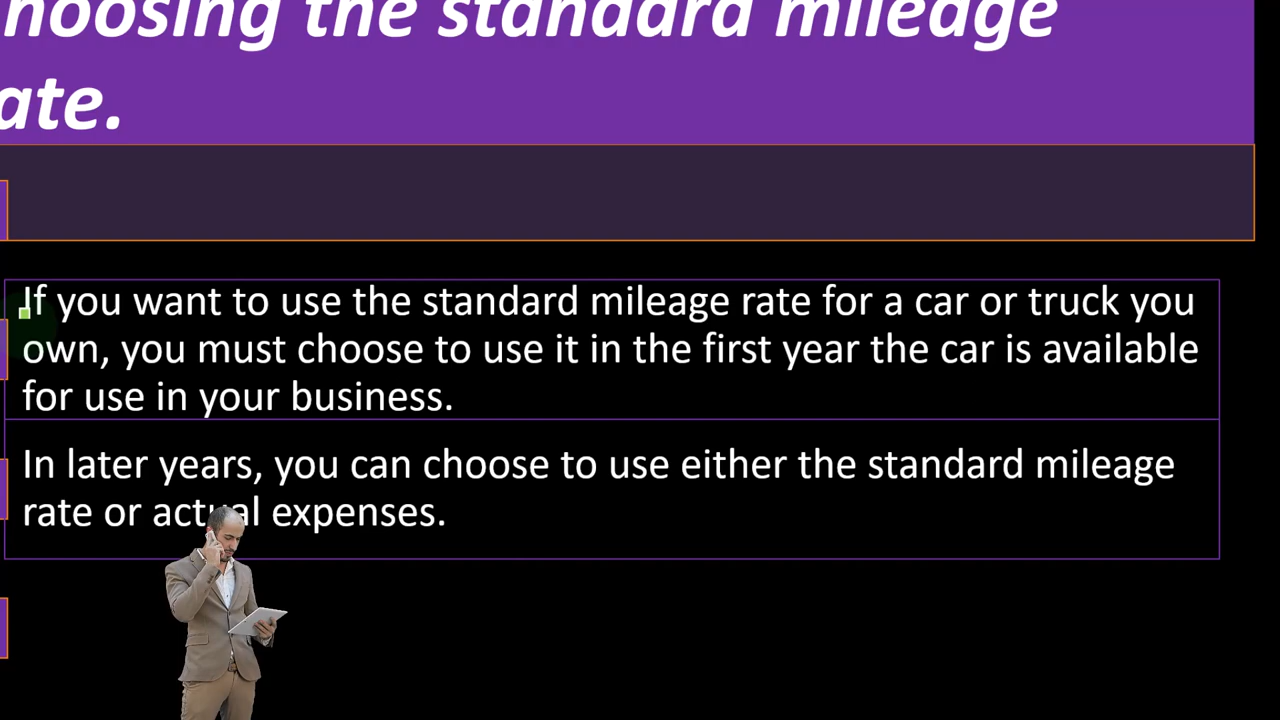 hoosing the standard mileage
ate.
If you want to use the standard mileage rate for a car or truck you
own, you must choose to use it in the first year the car is available
for use in your business.
In later years, you can choose to use either the standard mileage
rate or actual expenses.